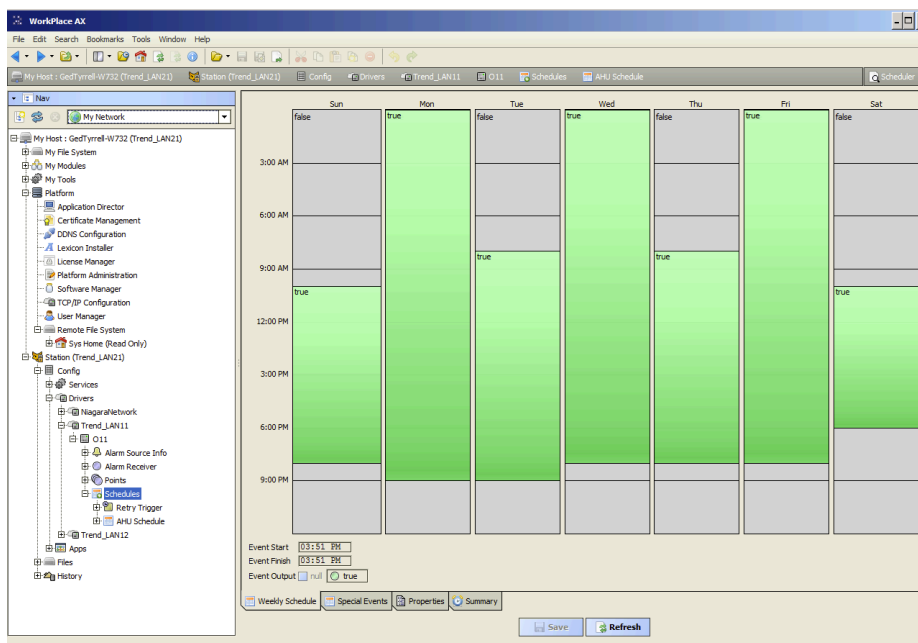 WorkPlace AX
File Edit Search Bookmarks Tools Window Help
My Host : GedTyrrell-W732 (Trend_LAN21) Station (Trend_LAN21) Config Drivers Trend_LAN11 O11 Schedules AHU Schedule Scheduler
Nav
My Network
My Host : GedTyrrell-W732 (Trend_LAN21)
My File System
My Modules
My Tools
Platform
Application Director
Certificate Management
DDNS Configuration
Lexicon Installer
License Manager
Platform Administration
Software Manager
TCP/IP Configuration
User Manager
Remote File System
Sys Home (Read Only)
Station (Trend_LAN21)
Config
Services
Drivers
NiagaraNetwork
Trend_LAN11
O11
Alarm Source Info
Alarm Receiver
Points
Schedules
Retry Trigger
AHU Schedule
Trend_LAN12
Apps
Files
History
Sun Mon Tue Wed Thu Fri Sat
false true false true false true false
3:00 AM
6:00 AM
true true
9:00 AM
true true
12:00 PM
3:00 PM
6:00 PM
9:00 PM
Event Start 03:51 PM
Event Finish 03:51 PM
Event Output null true
Weekly Schedule Special Events Properties Summary
Save Refresh